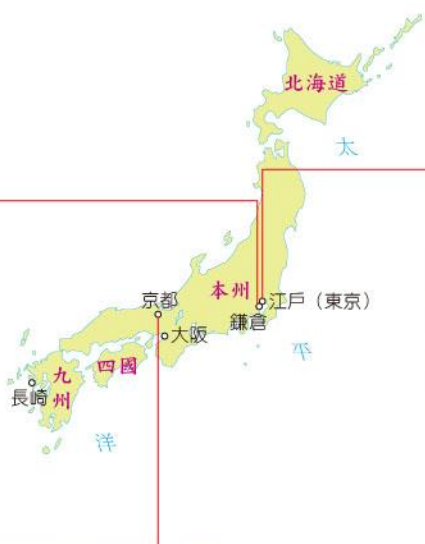 北海道
太
本州
江戶（東京）
鎌倉
京都
大阪
平
四國
九州
長崎
洋